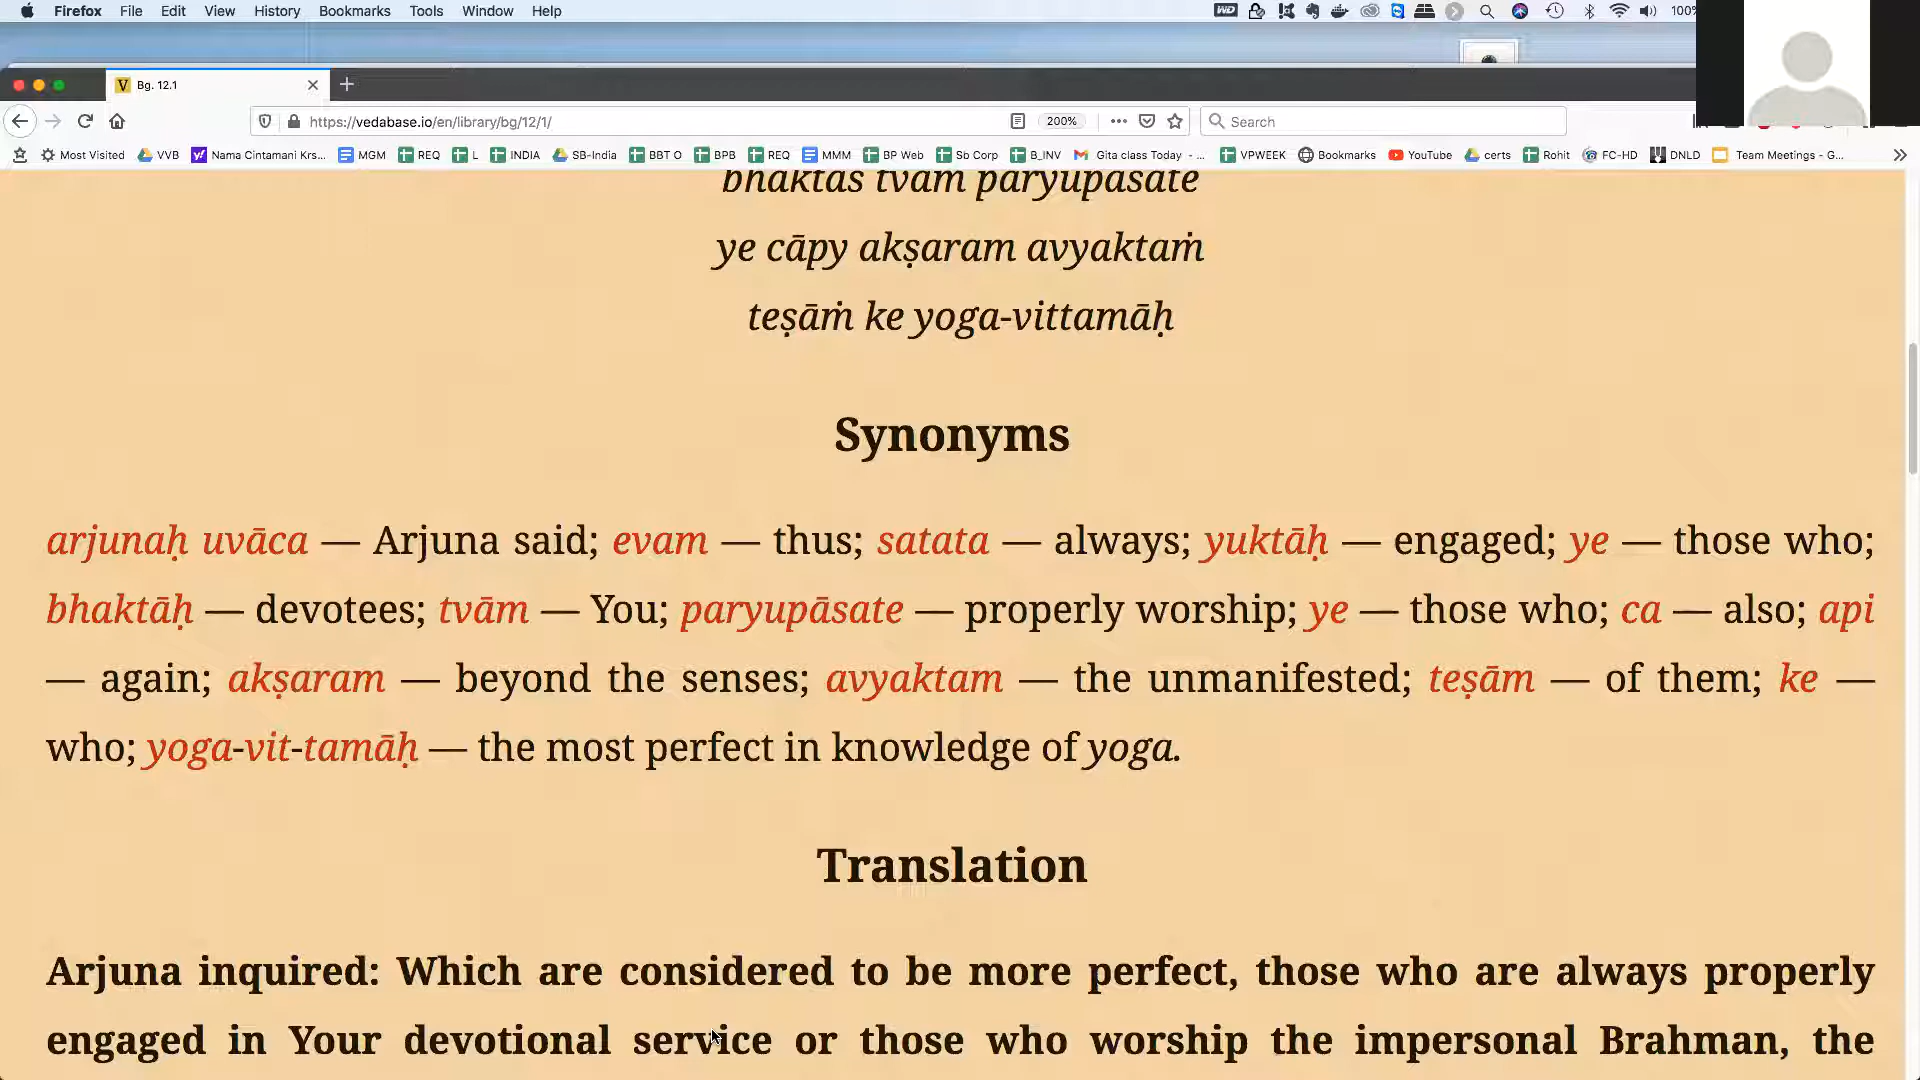 Firefox File Edit View History Bookmarks Tools Window Help 100%
Bg. 12.1
https://vedabase.io/en/library/bg/12/1/ 200% Search
Most Visited VVB Nama Cintamani Krs... MGM REQ L INDIA SB-India BBT O BPB REQ MMM BP Web Sb Corp B_INV Gita class Today - ... VPWEEK Bookmarks YouTube certs Rohit FC-HD DNLD Team Meetings - G...
bhaktās tvāṁ paryupāsate
ye cāpy akṣaram avyaktaṁ
teṣāṁ ke yoga-vittamāḥ
Synonyms
arjunaḥ uvāca — Arjuna said; evam — thus; satata — always; yuktāḥ — engaged; ye — those who;
bhaktāḥ — devotees; tvām — You; paryupāsate — properly worship; ye — those who; ca — also; api
— again; akṣaram — beyond the senses; avyaktam — the unmanifested; teṣām — of them; ke —
who; yoga-vit-tamāḥ — the most perfect in knowledge of yoga.
Translation
Arjuna inquired: Which are considered to be more perfect, those who are always properly
engaged in Your devotional service or those who worship the impersonal Brahman, the